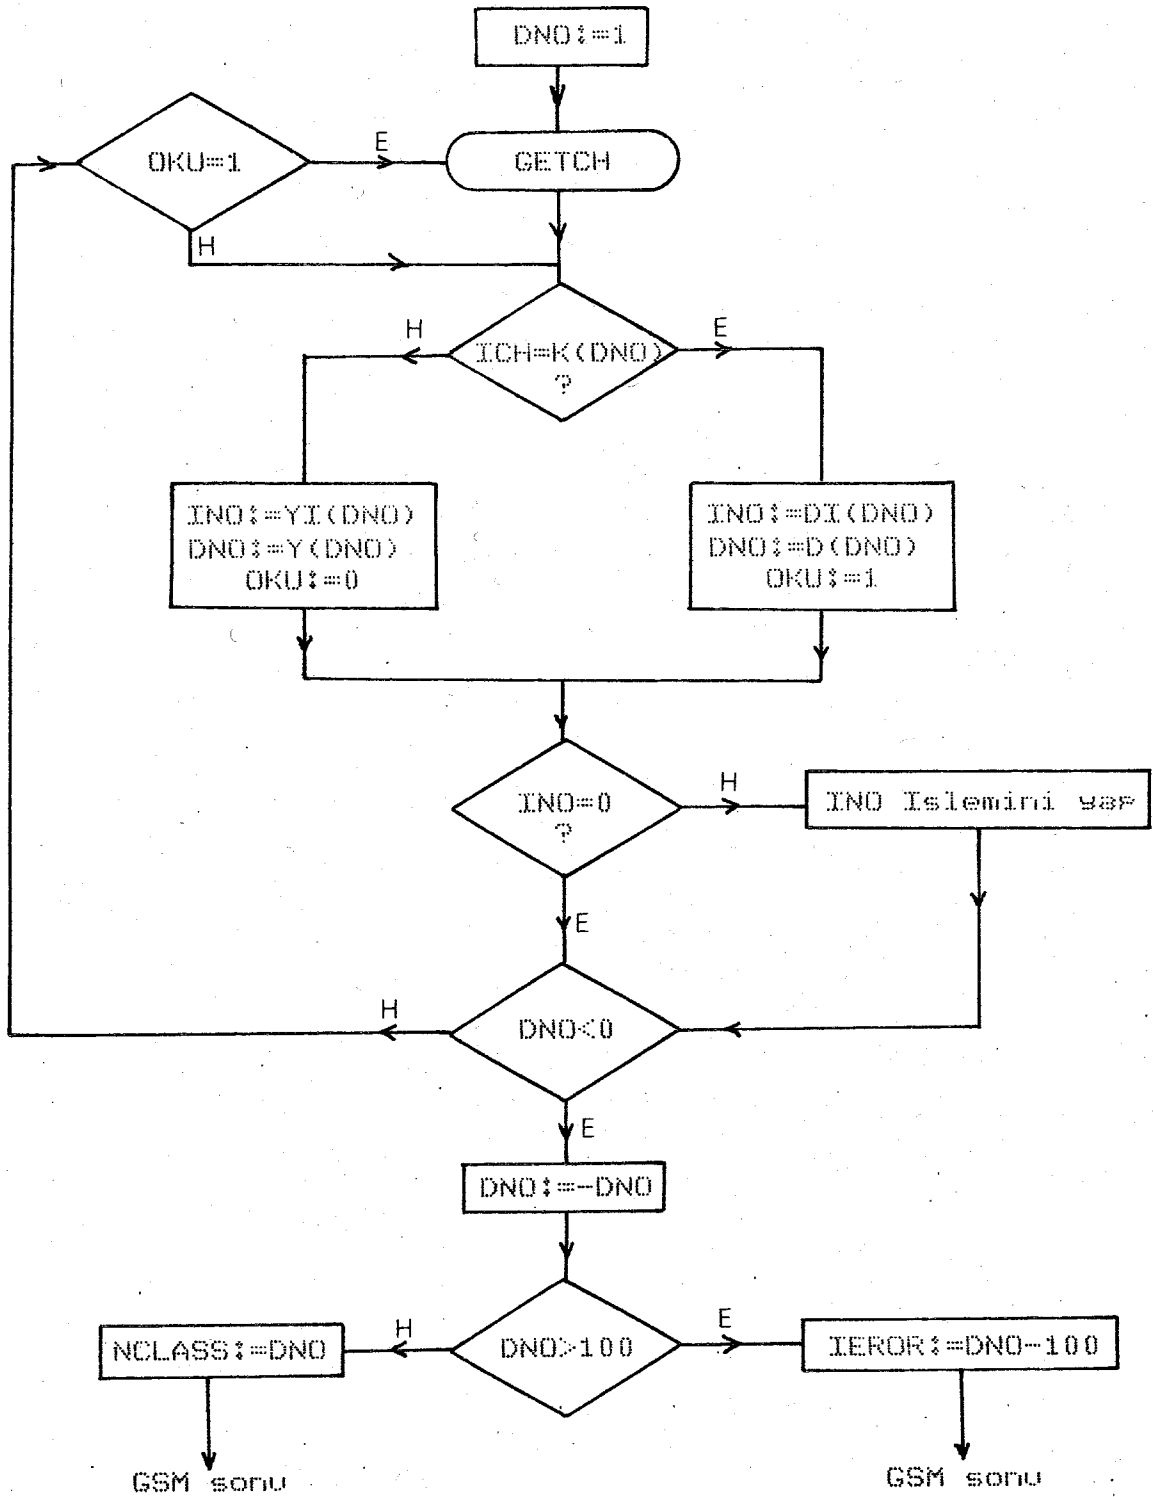 DNO:=1
OKU=1
E
GETCH
H
ICH=K(DNO)
?
H
E
INO:=YI(DNO)
DNO:=Y(DNO)
OKU:=0
INO:=DI(DNO)
DNO:=D(DNO)
OKU:=1
INO=0
?
H
INO Islemini yap
E
DNO<0
H
E
DNO:=-DNO
DNO>100
H
E
NCLASS:=DNO
IEROR:=DNO-100
GSM sonu
GSM sonu